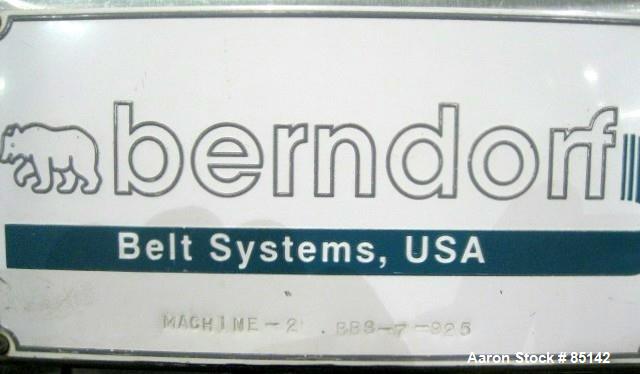 berndorf
Belt Systems, USA
MACHINE-2 . BBS-7-925
Aaron Stock # 85142